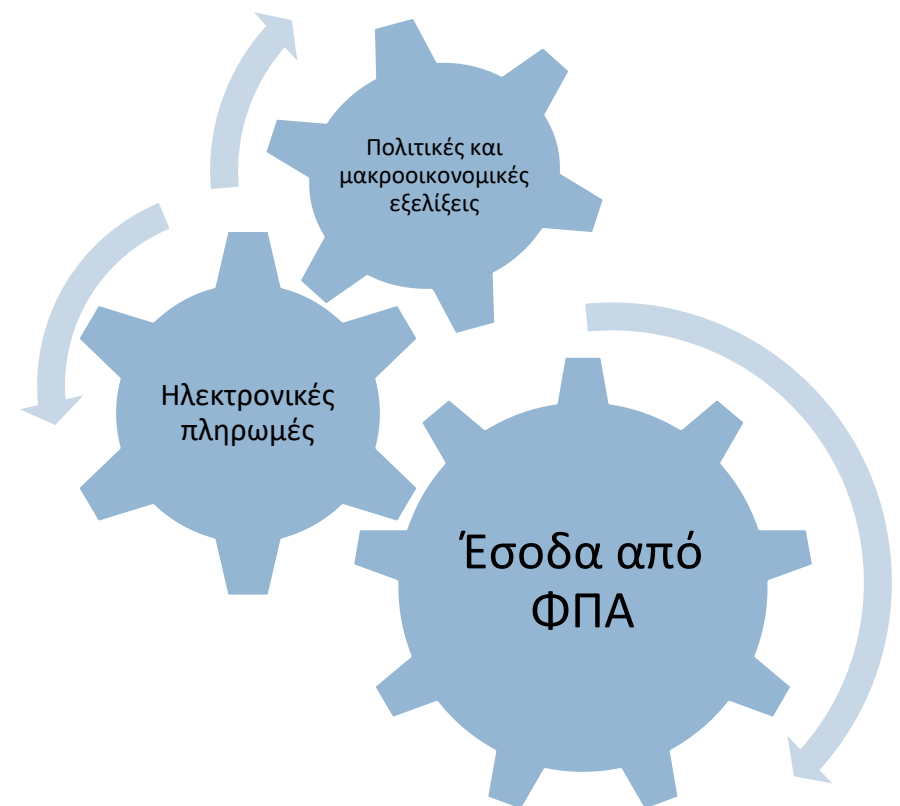 Πολιτικές και
μακροοικονομικές
εξελίξεις
Ηλεκτρονικές
πληρωμές
Έσοδα από
ΦΠΑ